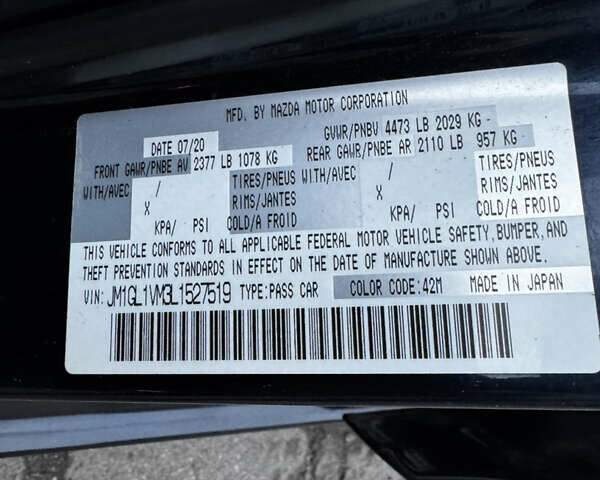 MFD. BY MAZDA MOTOR CORPORATION
DATE 07/20 GVWR/PNBV 4473 LB 2029 KG -
FRONT GAWR/PNBE AV 2377 LB 1078 KG REAR GAWR/PNBE AR 2110 LB 957 KG -
WITH/AVEC / TIRES/PNEUS WITH/AVEC / TIRES/PNEUS
X RIMS/JANTES X RIMS/JANTES
KPA/ PSI COLD/A FROID KPA/ PSI COLD/A FROID
THIS VEHICLE CONFORMS TO ALL APPLICABLE FEDERAL MOTOR VEHICLE SAFETY, BUMPER, AND
THEFT PREVENTION STANDARDS IN EFFECT ON THE DATE OF MANUFACTURE SHOWN ABOVE.
VIN: JM1GL1VM3L1527519 TYPE:PASS CAR COLOR CODE:42M MADE IN JAPAN